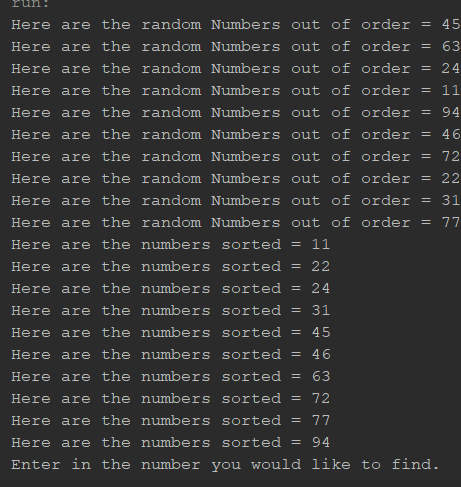 run:
Here are the random Numbers out of order = 45
Here are the random Numbers out of order = 63
Here are the random Numbers out of order = 24
Here are the random Numbers out of order = 11
Here are the random Numbers out of order = 94
Here are the random Numbers out of order = 46
Here are the random Numbers out of order = 72
Here are the random Numbers out of order = 22
Here are the random Numbers out of order = 31
Here are the random Numbers out of order = 77
Here are the numbers sorted = 11
Here are the numbers sorted = 22
Here are the numbers sorted = 24
Here are the numbers sorted = 31
Here are the numbers sorted = 45
Here are the numbers sorted = 46
Here are the numbers sorted = 63
Here are the numbers sorted = 72
Here are the numbers sorted = 77
Here are the numbers sorted = 94
Enter in the number you would like to find.